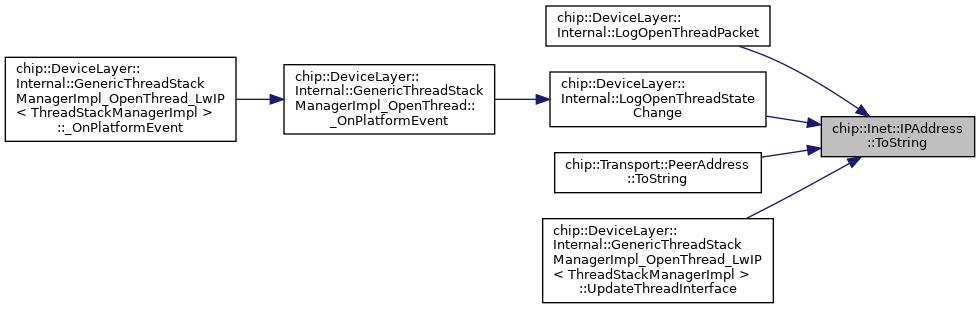 chip::DeviceLayer::
Internal::GenericThreadStack
ManagerImpl_OpenThread_LwIP
< ThreadStackManagerImpl >
::_OnPlatformEvent
chip::DeviceLayer::
Internal::GenericThreadStack
ManagerImpl_OpenThread::
_OnPlatformEvent
chip::DeviceLayer::
Internal::LogOpenThreadPacket
chip::DeviceLayer::
Internal::LogOpenThreadState
Change
chip::Transport::PeerAddress
::ToString
chip::DeviceLayer::
Internal::GenericThreadStack
ManagerImpl_OpenThread_LwIP
< ThreadStackManagerImpl >
::UpdateThreadInterface
chip::Inet::IPAddress
::ToString